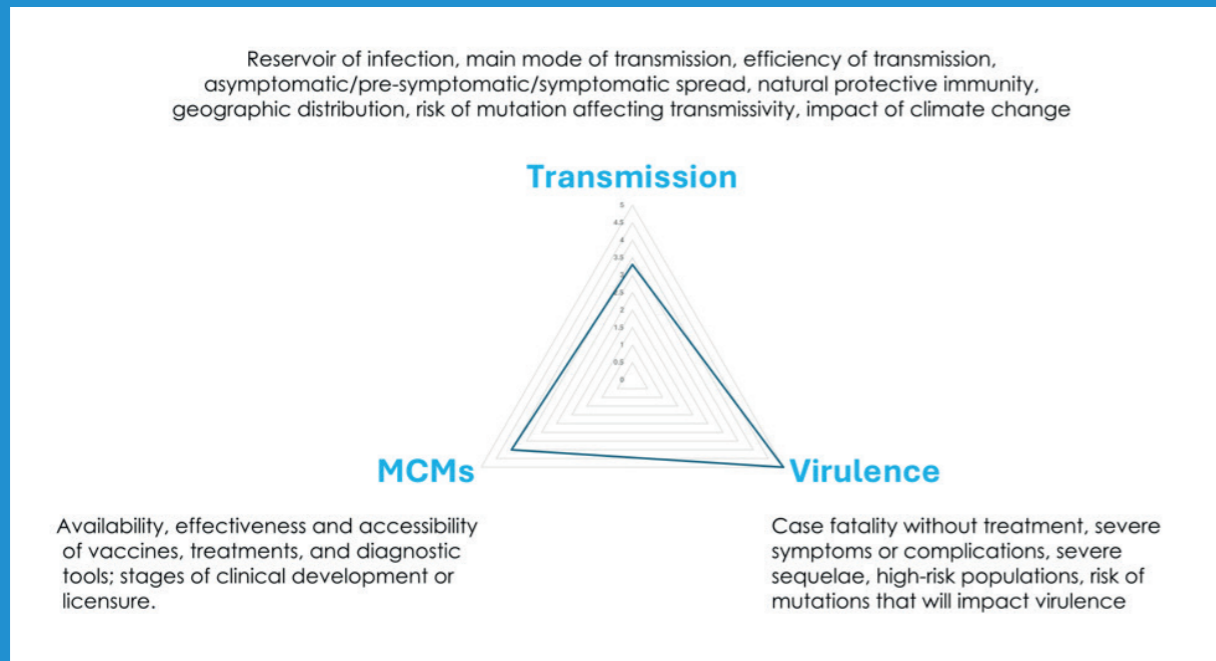 Reservoir of infection, main mode of transmission, efficiency of transmission,
asymptomatic/pre-symptomatic/symptomatic spread, natural protective immunity,
geographic distribution, risk of mutation affecting transmissivity, impact of climate change
Transmission
5
4.5
4
3.5
3
2.5
2
1.5
1
0.5
0
MCMs
Virulence
Availability, effectiveness and accessibility
of vaccines, treatments, and diagnostic
tools; stages of clinical development or
licensure.
Case fatality without treatment, severe
symptoms or complications, severe
sequelae, high-risk populations, risk of
mutations that will impact virulence